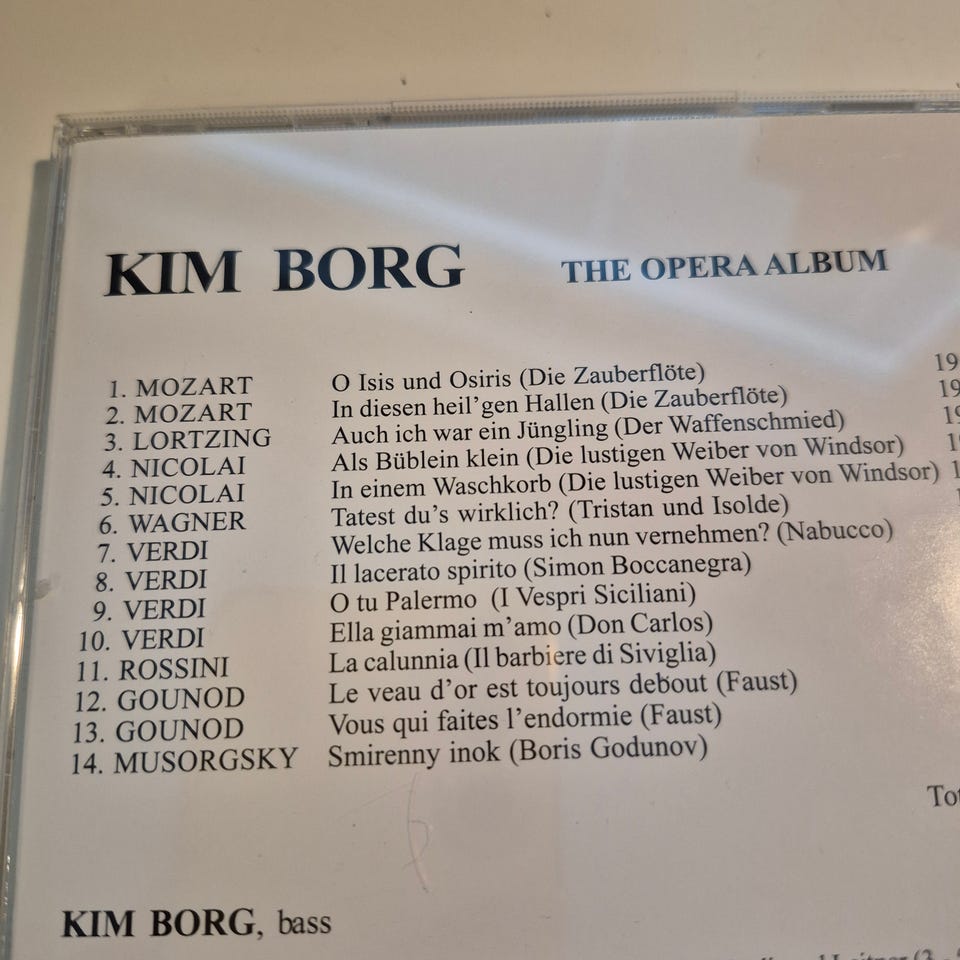 KIM BORG THE OPERA ALBUM
1. MOZART O Isis und Osiris (Die Zauberflöte) 19
2. MOZART In diesen heil'gen Hallen (Die Zauberflöte) 19
3. LORTZING Auch ich war ein Jüngling (Der Waffenschmied) 19
4. NICOLAI Als Büblein klein (Die lustigen Weiber von Windsor)
5. NICOLAI In einem Waschkorb (Die lustigen Weiber von Windsor) 1
6. WAGNER Tatest du's wirklich? (Tristan und Isolde)
7. VERDI Welche Klage muss ich nun vernehmen? (Nabucco)
8. VERDI Il lacerato spirito (Simon Boccanegra)
9. VERDI O tu Palermo (I Vespri Siciliani)
10. VERDI Ella giammai m'amo (Don Carlos)
11. ROSSINI La calunnia (Il barbiere di Siviglia)
12. GOUNOD Le veau d'or est toujours debout (Faust)
13. GOUNOD Vous qui faites l'endormie (Faust)
14. MUSORGSKY Smirenny inok (Boris Godunov)
Tot
KIM BORG, bass